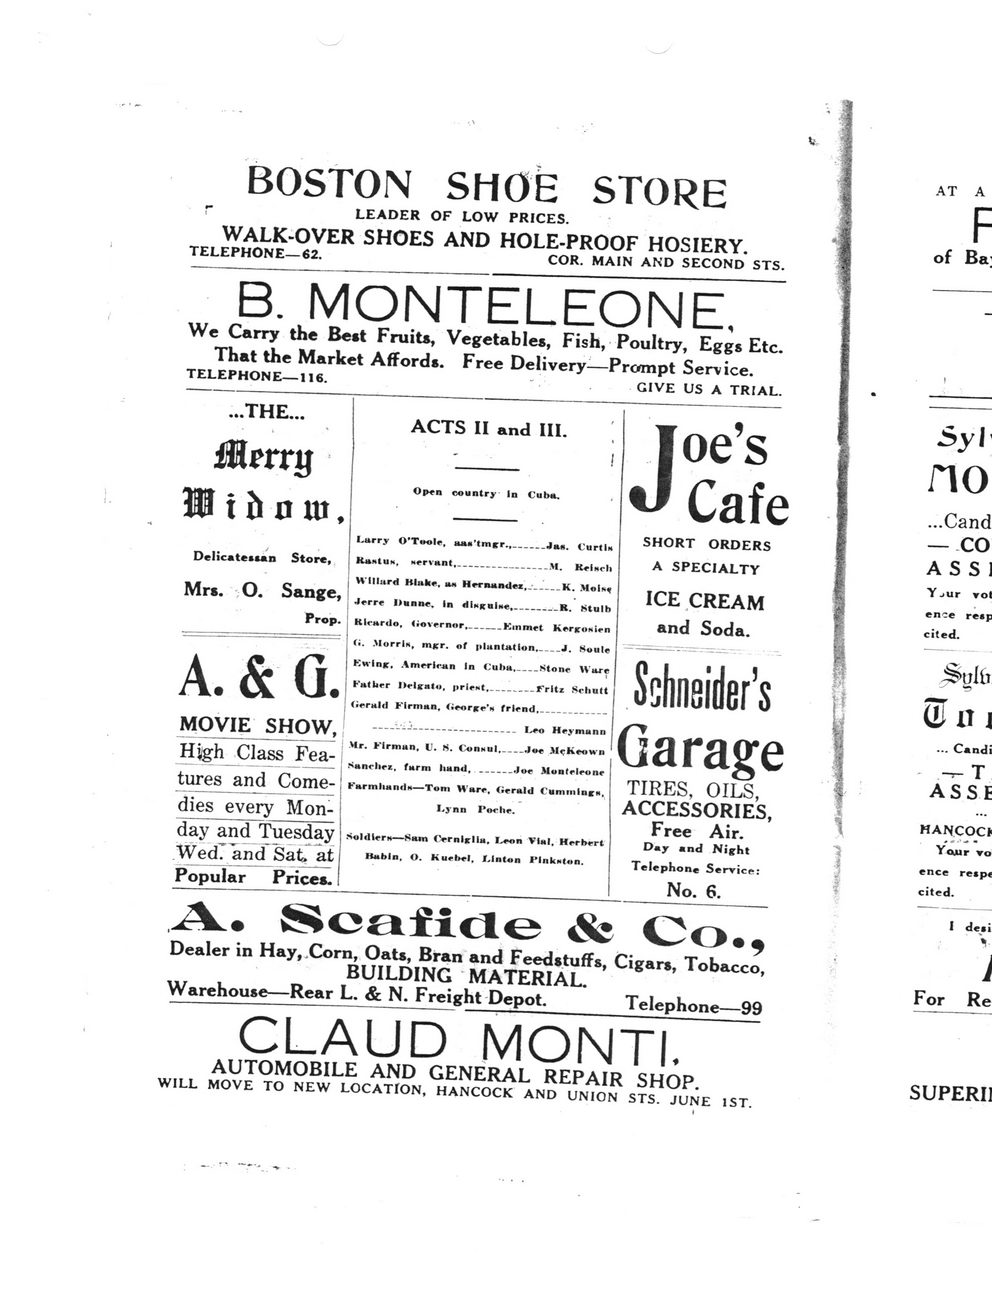 BOSTON SHOE STORE
LEADER OF LOW PRICES.
WALK-OVER SHOES AND HOLE-PROOF HOSIERY.
TELEPHONE—62.
COR. MAIN AND SECOND STS.
B. MONTELEONE,
We Carry the Best Fruits, Vegetables, Fish, Poultry, Eggs Etc.
That the Market Affords. Free Delivery—Prompt Service.
TELEPHONE—116.
GIVE US A TRIAL.
...THE...
Merry
Widow,
Delicatessan Store,
Mrs. O. Sange,
Prop.
A. & G.
MOVIE SHOW,
High Class Fea-
tures and Come-
dies every Mon-
day and Tuesday
Wed. and Sat. at
Popular Prices.
ACTS II and III.
Open country in Cuba.
Larry O'Toole, aas'tmgr.,......Jas. Curtis
Rastus, servant,................M. Reisch
Willard Blake, as Hernandez,......K. Moise
Jerre Dunne, in disguise,........R. Stulb
Ricardo, Governor,......Emmet Kergosien
G. Morris, mgr. of plantation,....J. Soule
Ewing, American in Cuba,....Stone Ware
Father Delgato, priest,........Fritz Schutt
Gerald Firman, George's friend,............
......................... Leo Heymann
Mr. Firman, U. S. Consul,....Joe McKeown
Sanchez, farm hand, .......Joe Monteleone
Farmhands—Tom Ware, Gerald Cummings,
Lynn Poche.
Soldiers—Sam Cerniglia, Leon Vial, Herbert
Babin, O. Kuebel, Linton Pinkston.
Joe's
Cafe
SHORT ORDERS
A SPECIALTY
ICE CREAM
and Soda.
Schneider's
Garage
TIRES, OILS,
ACCESSORIES,
Free Air.
Day and Night
Telephone Service:
No. 6.
A. Scafide & Co.,
Dealer in Hay, Corn, Oats, Bran and Feedstuffs, Cigars, Tobacco,
BUILDING MATERIAL.
Warehouse—Rear L. & N. Freight Depot.
Telephone—99
CLAUD MONTI,
AUTOMOBILE AND GENERAL REPAIR SHOP.
WILL MOVE TO NEW LOCATION, HANCOCK AND UNION STS. JUNE 1ST.
AT A
of Bay
Sylv
MO
...Cand
— CO
ASSE
Your vot
ence resp
cited.
Sylv
... Candi
— T
ASSE
...
HANCOCK
Your vo
ence respe
cited.
I desi
For Re
SUPERIN